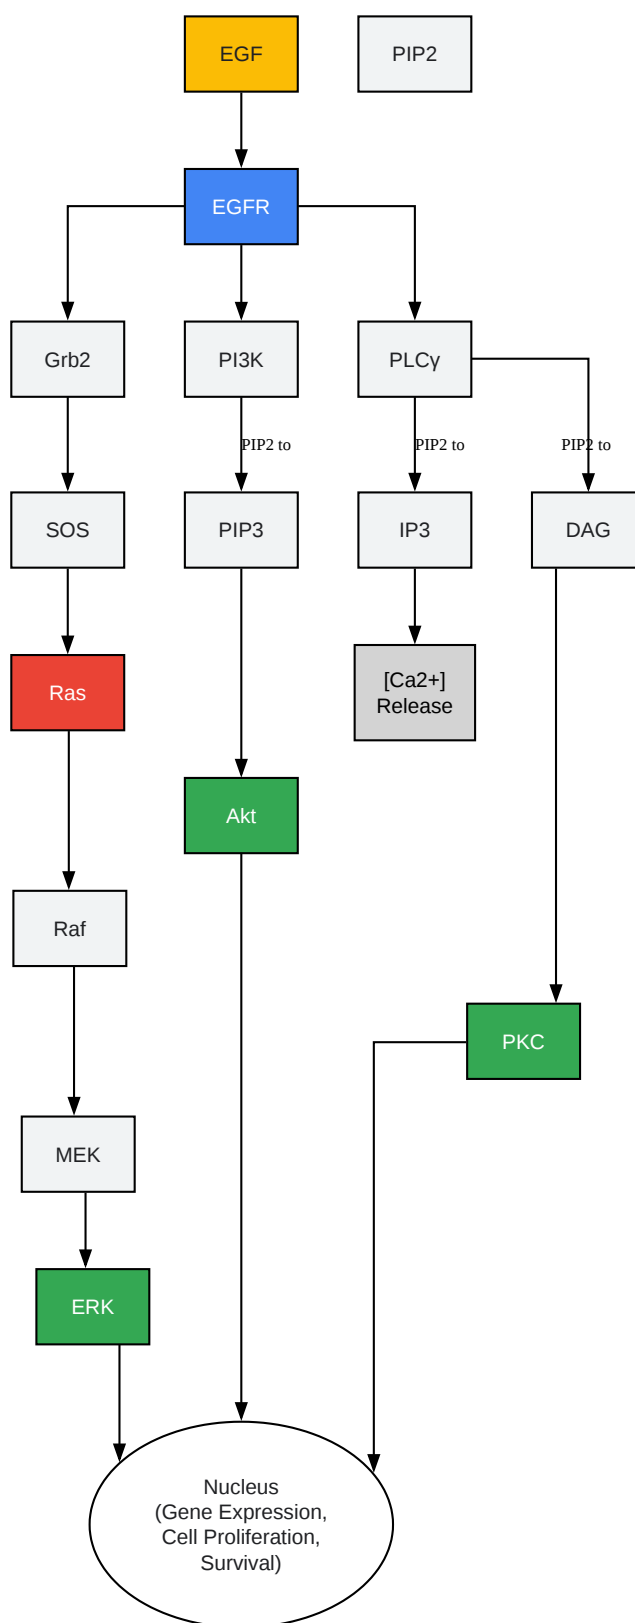 EGF
PIP2
EGFR
Grb2
PI3K
PLCγ
PIP2 to
PIP2 to
PIP2 to
SOS
PIP3
IP3
DAG
Ras
[Ca2+]
Release
Akt
Raf
PKC
MEK
ERK
Nucleus
(Gene Expression,
Cell Proliferation,
Survival)